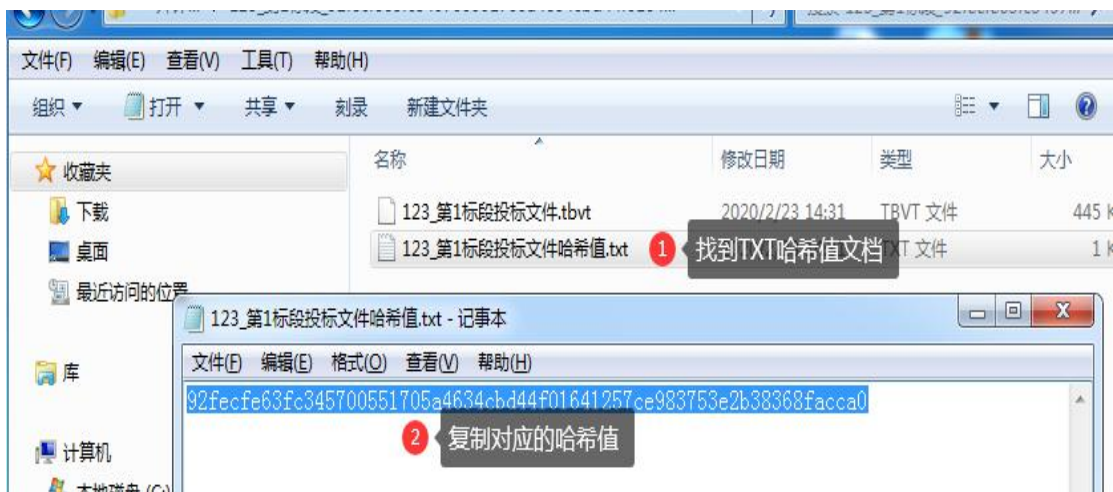 文件(F) 编辑(E) 查看(V) 工具(T) 帮助(H)
组织 打开 共享 刻录 新建文件夹
名称 修改日期 类型 大小
收藏夹
下载 123_第1标段投标文件.tbvt 2020/2/23 14:31 TBVT 文件 445 K
桌面 123_第1标段投标文件哈希值.txt 1 找到TXT哈希值文档 TXT 文件 1 K
最近访问的位置
123_第1标段投标文件哈希值.txt - 记事本
库 文件(F) 编辑(E) 格式(O) 查看(V) 帮助(H)
92fecfe63fc345700551705a4634cbd44f01641257ce983753e2b38368facca0
2 复制对应的哈希值
计算机
本地磁盘 (C:)